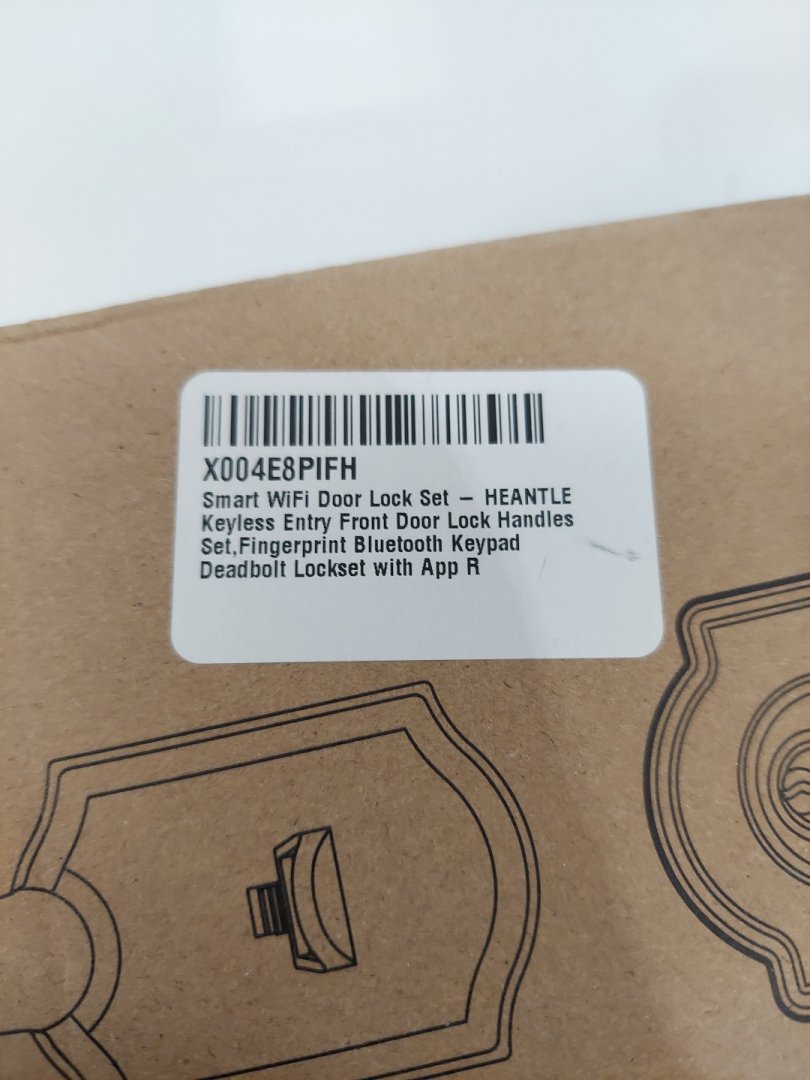 X004E8PIFH
Smart WiFi Door Lock Set – HEANTLE
Keyless Entry Front Door Lock Handles
Set,Fingerprint Bluetooth Keypad
Deadbolt Lockset with App R